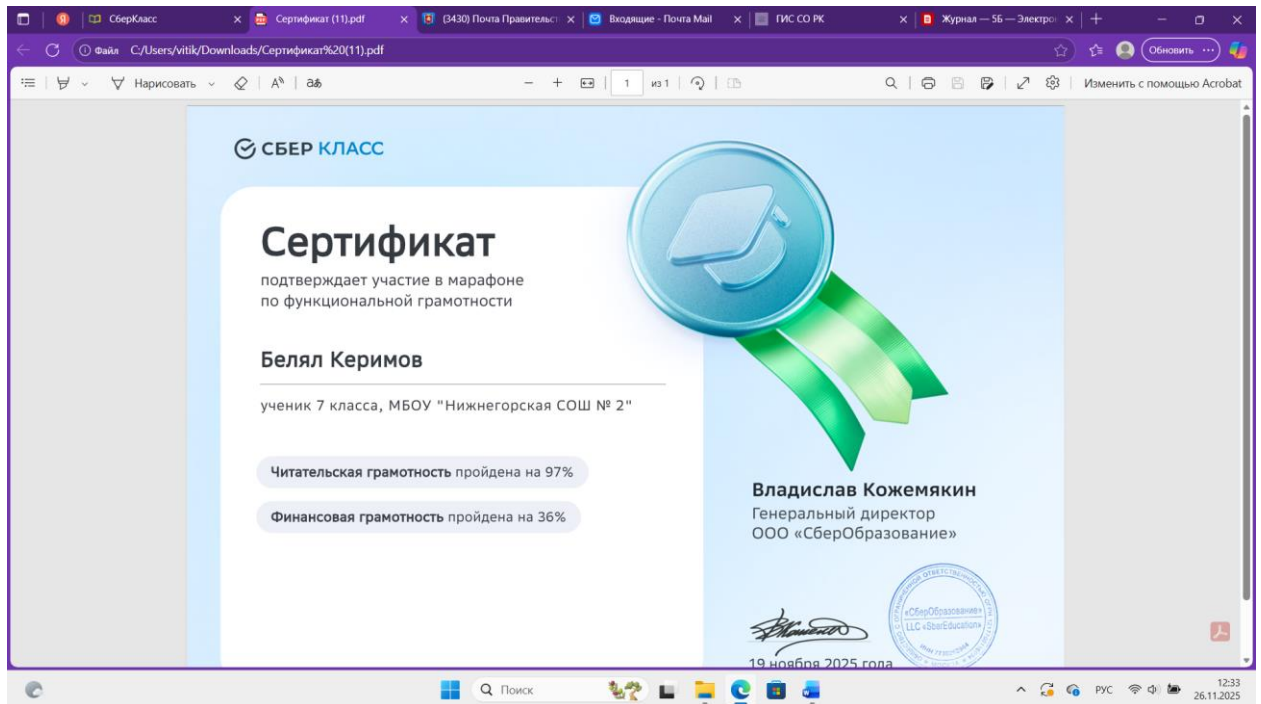 СберКласс
Сертификат (11).pdf
(3430) Почта Правительст
Входящие - Почта Mail
ГИС СО РК
Журнал — 5Б — Электро
Файл C:/Users/vitik/Downloads/Сертификат%20(11).pdf
Обновить
Нарисовать
аあ
1 из 1
Изменить с помощью Acrobat
СБЕР КЛАСС
Сертификат
подтверждает участие в марафоне
по функциональной грамотности
Белял Керимов
ученик 7 класса, МБОУ "Нижнегорская СОШ № 2"
Читательская грамотность пройдена на 97%
Финансовая грамотность пройдена на 36%
Владислав Кожемякин
Генеральный директор
ООО «СберОбразование»
«СберОбразование»
LLC «SberEducation»
19 ноября 2025 года
Поиск
РУС
12:33
26.11.2025